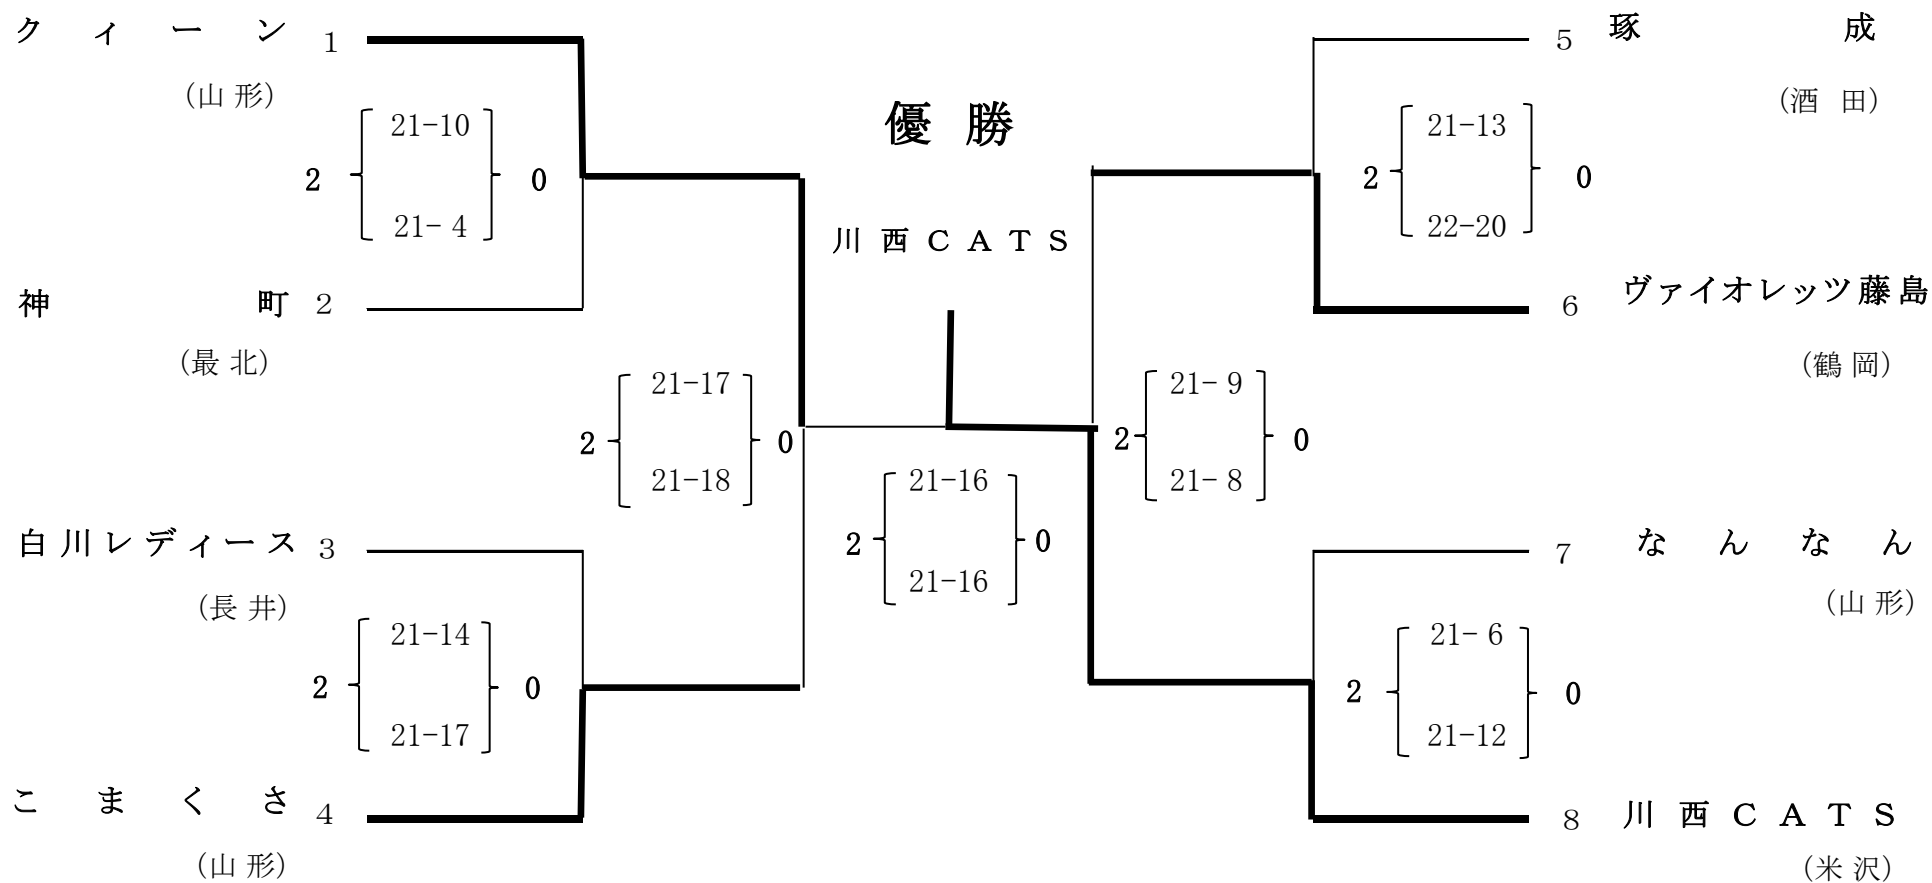 クィーン 1
(山形)
21-10
2 0
21- 4
神町 2
(最北)
白川レディース 3
(長井)
21-14
2 0
21-17
こまくさ 4
(山形)
21-17
2 0
21-18
優勝
川西CATS
21-16
2 0
21-16
21- 9
2 0
21- 8
5 琢成
(酒田)
21-13
2 0
22-20
6 ヴァイオレッツ藤島
(鶴岡)
7 なんなん
(山形)
21- 6
2 0
21-12
8 川西CATS
(米沢)